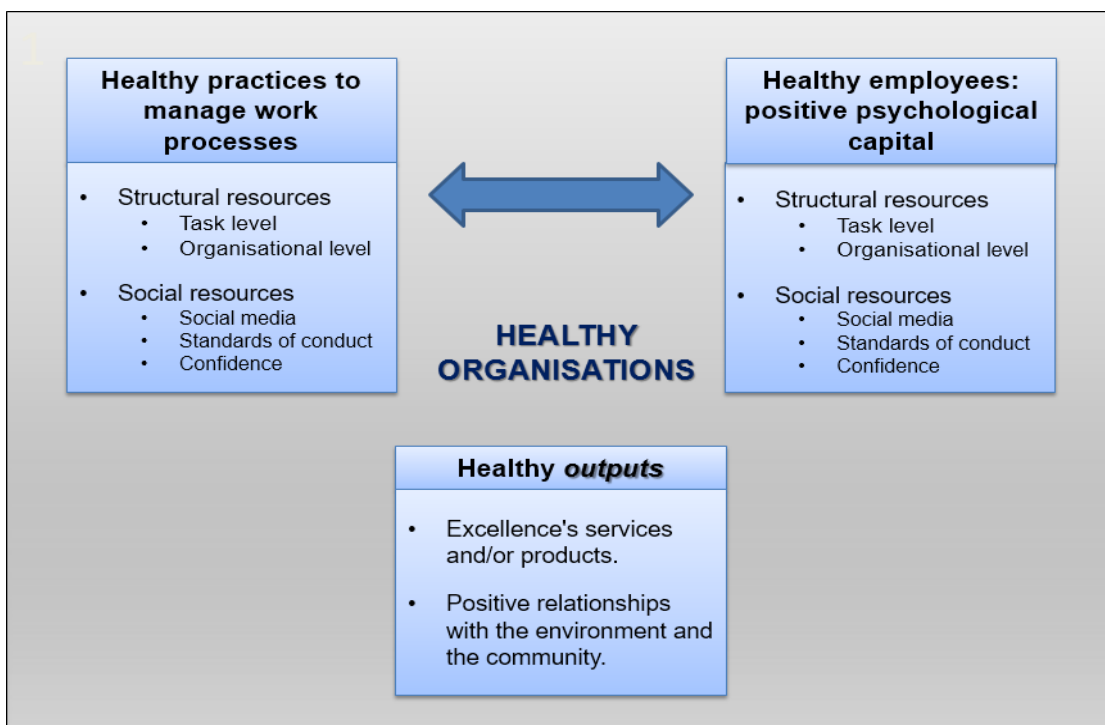 Healthy practices to
manage work
processes
• Structural resources
• Task level
• Organisational level
• Social resources
• Social media
• Standards of conduct
• Confidence
Healthy employees:
positive psychological
capital
• Structural resources
• Task level
• Organisational level
• Social resources
• Social media
• Standards of conduct
• Confidence
HEALTHY
ORGANISATIONS
Healthy outputs
• Excellence's services
and/or products.
• Positive relationships
with the environment and
the community.